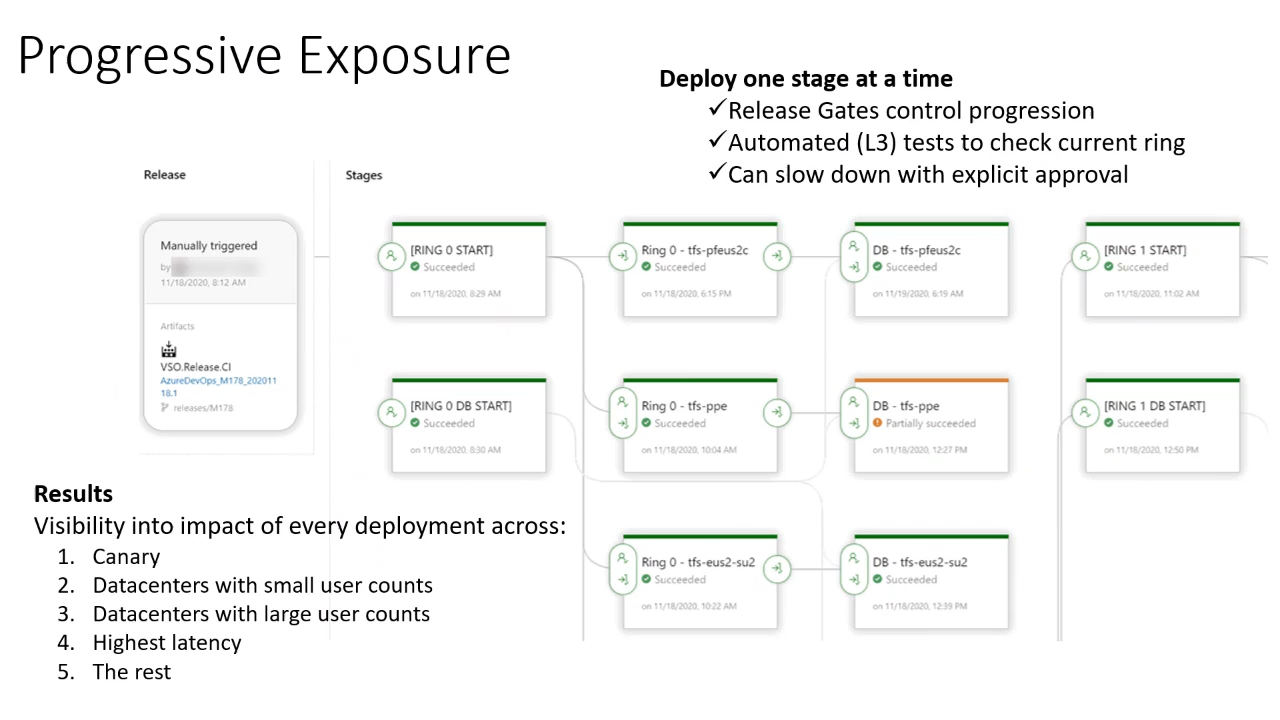 Progressive Exposure
Deploy one stage at a time
✓Release Gates control progression
✓Automated (L3) tests to check current ring
✓Can slow down with explicit approval
Release
Stages
Manually triggered
by
11/18/2020, 8:12 AM
Artifacts
VSO.Release.CI
AzureDevOps_M178_202011
18.1
releases/M178
[RING 0 START]
Succeeded
on 11/18/2020, 8:29 AM
Ring 0 - tfs-pfeus2c
Succeeded
on 11/18/2020, 6:15 PM
DB - tfs-pfeus2c
Succeeded
on 11/19/2020, 6:19 AM
[RING 1 START]
Succeeded
on 11/18/2020, 11:02 AM
[RING 0 DB START]
Succeeded
on 11/18/2020, 8:30 AM
Ring 0 - tfs-ppe
Succeeded
on 11/18/2020, 10:04 AM
DB - tfs-ppe
Partially succeeded
on 11/18/2020, 12:27 PM
[RING 1 DB START]
Succeeded
on 11/18/2020, 12:50 PM
Ring 0 - tfs-eus2-su2
Succeeded
on 11/18/2020, 10:22 AM
DB - tfs-eus2-su2
Succeeded
on 11/18/2020, 12:39 PM
Results
Visibility into impact of every deployment across:
1. Canary
2. Datacenters with small user counts
3. Datacenters with large user counts
4. Highest latency
5. The rest